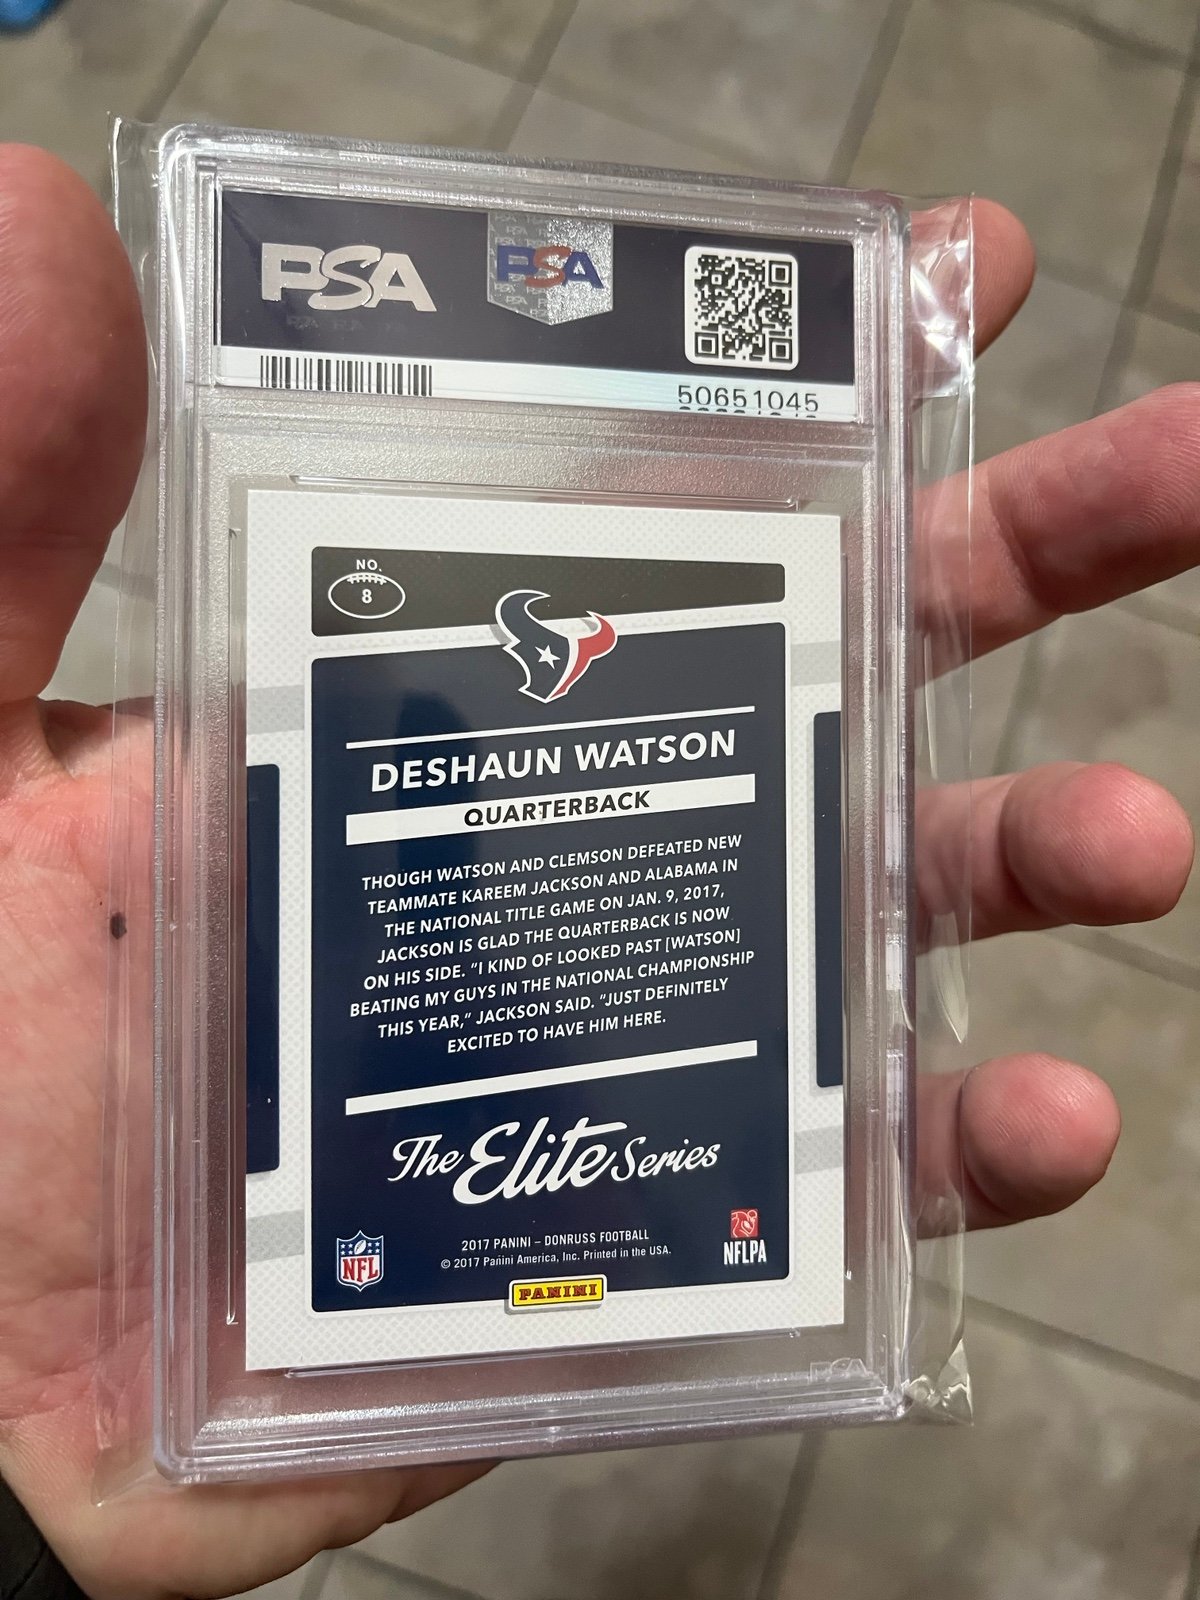 PSA
PSA
50651045
NO.
8
DESHAUN WATSON
QUARTERBACK
THOUGH WATSON AND CLEMSON DEFEATED NEW
TEAMMATE KAREEM JACKSON AND ALABAMA IN
THE NATIONAL TITLE GAME ON JAN. 9, 2017,
JACKSON IS GLAD THE QUARTERBACK IS NOW
ON HIS SIDE. "I KIND OF LOOKED PAST [WATSON]
BEATING MY GUYS IN THE NATIONAL CHAMPIONSHIP
THIS YEAR," JACKSON SAID. "JUST DEFINITELY
EXCITED TO HAVE HIM HERE.
The Elite Series
2017 PANINI – DONRUSS FOOTBALL
© 2017 Panini America, Inc. Printed in the USA.
NFL
NFLPA
PANINI
PSA